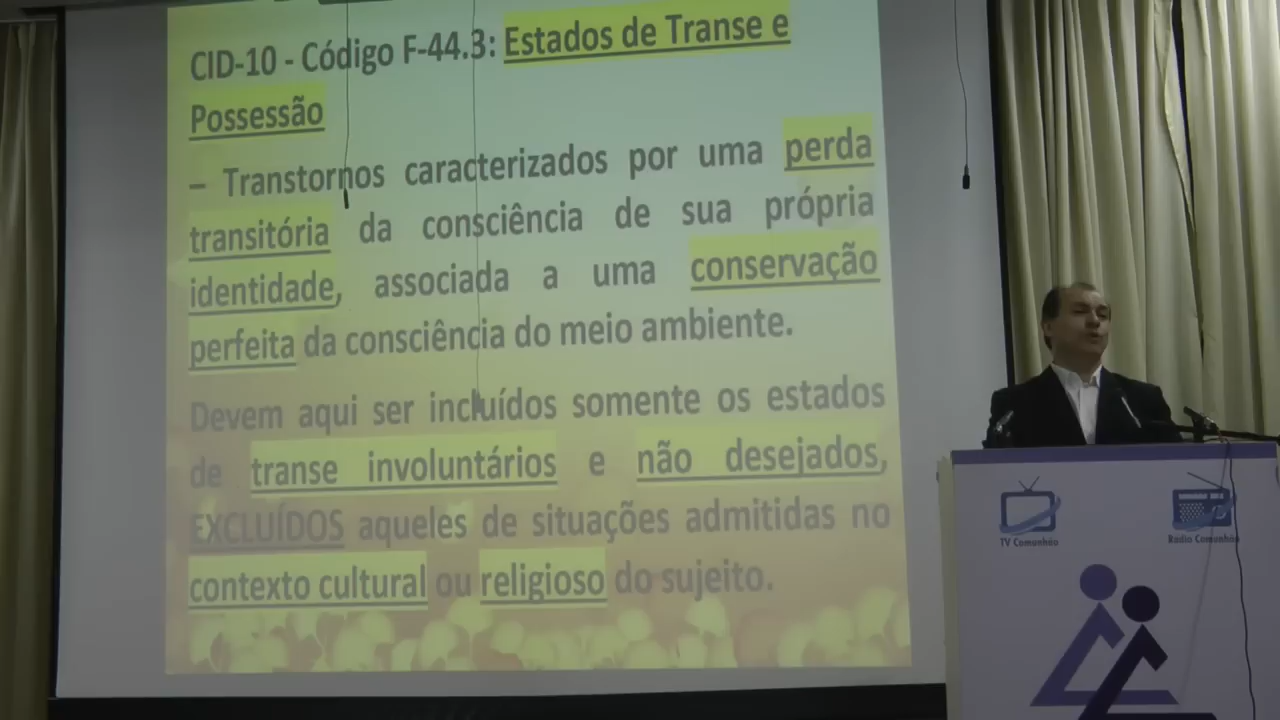 CID-10 - Código F-44.3: Estados de Transe e
Possessão
– Transtornos caracterizados por uma perda
transitória da consciência de sua própria
identidade, associada a uma conservação
perfeita da consciência do meio ambiente.
Devem aqui ser incluídos somente os estados
de transe involuntários e não desejados,
EXCLUÍDOS aqueles de situações admitidas no
contexto cultural ou religioso do sujeito.
TV Comunhão
Rádio Comunhão